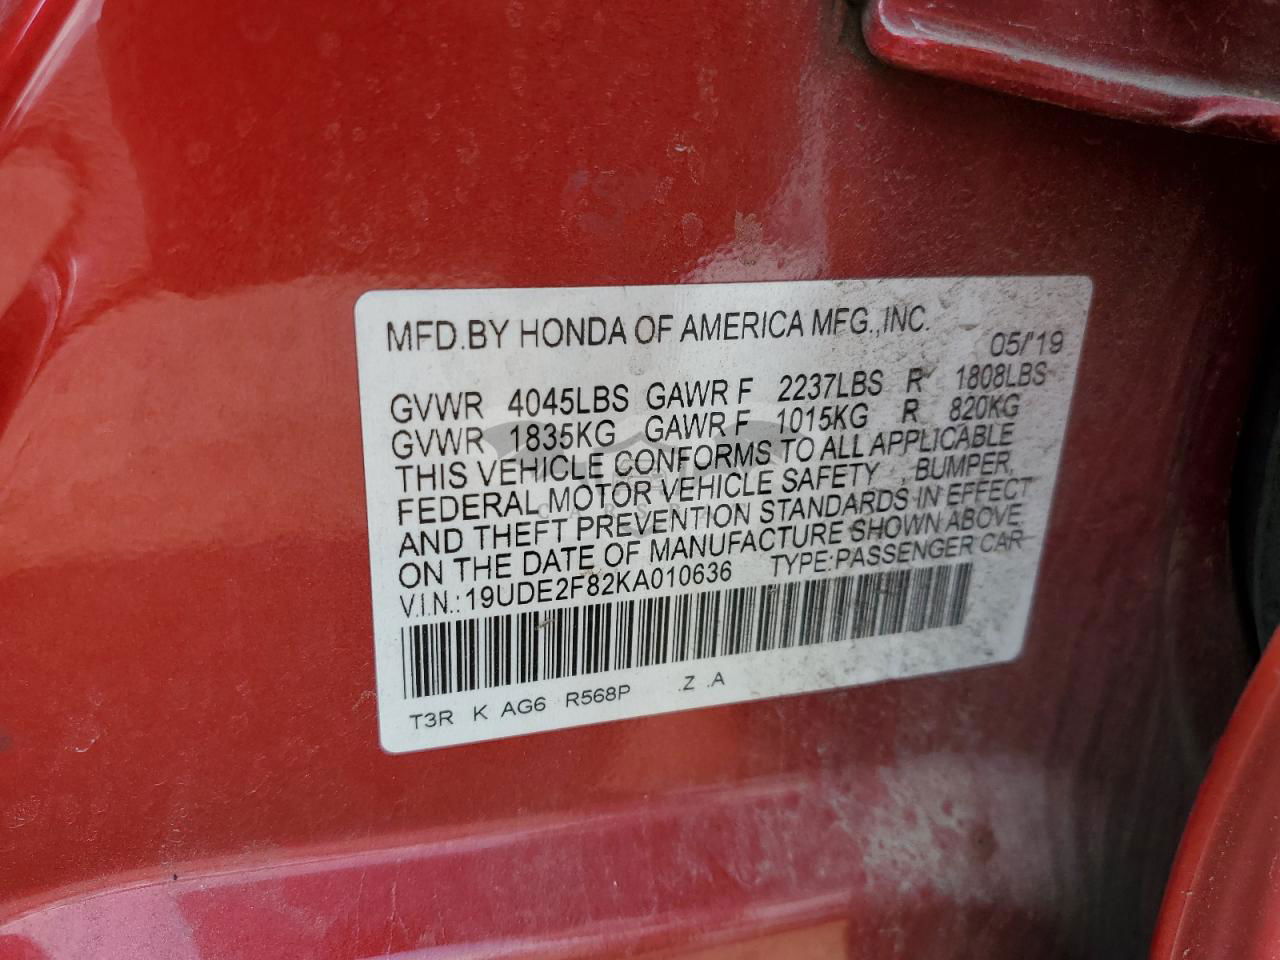 MFD.BY HONDA OF AMERICA MFG.,INC.
05/'19
GVWR 4045LBS GAWR F 2237LBS R 1808LBS
GVWR 1835KG GAWR F 1015KG R 820KG
THIS VEHICLE CONFORMS TO ALL APPLICABLE
FEDERAL MOTOR VEHICLE SAFETY , BUMPER,
AND THEFT PREVENTION STANDARDS IN EFFECT
ON THE DATE OF MANUFACTURE SHOWN ABOVE
V.I.N.:19UDE2F82KA010636 TYPE:PASSENGER CAR
T3R K AG6 R568P .Z .A